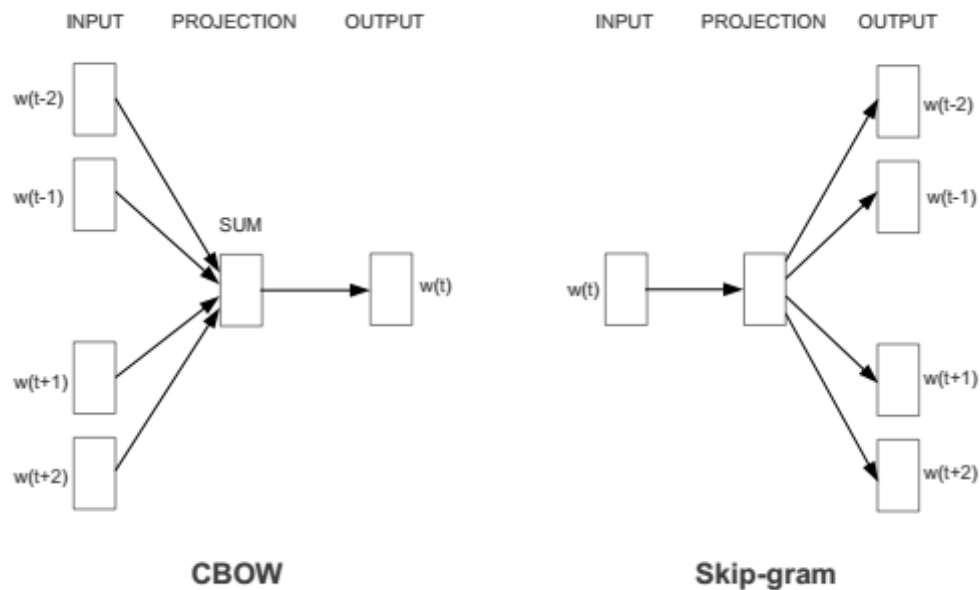 INPUT PROJECTION OUTPUT
w(t-2)
w(t-1)
SUM
w(t)
w(t+1)
w(t+2)
CBOW
INPUT PROJECTION OUTPUT
w(t-2)
w(t-1)
w(t)
w(t+1)
w(t+2)
Skip-gram